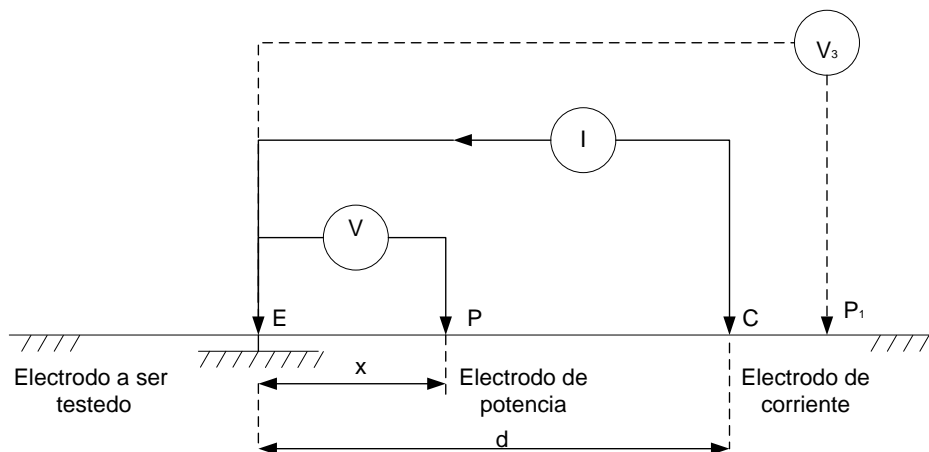 V₃
I
V
E
P
C
P₁
Electrodo a ser
testedo
x
Electrodo de
potencia
Electrodo de
corriente
d